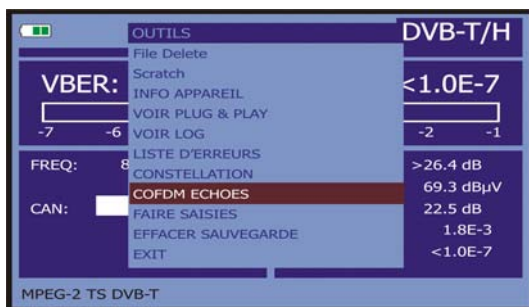 OUTILS
DVB-T/H
File Delete
Scratch
INFO APPAREIL
VOIR PLUG & PLAY
VOIR LOG
LISTE D'ERREURS
CONSTELLATION
COFDM ECHOES
FAIRE SAISIES
EFFACER SAUVEGARDE
EXIT
VBER:
<1.0E-7
-7 -6 -2 -1
FREQ: 8
>26.4 dB
69.3 dBµV
CAN:
22.5 dB
1.8E-3
<1.0E-7
MPEG-2 TS DVB-T